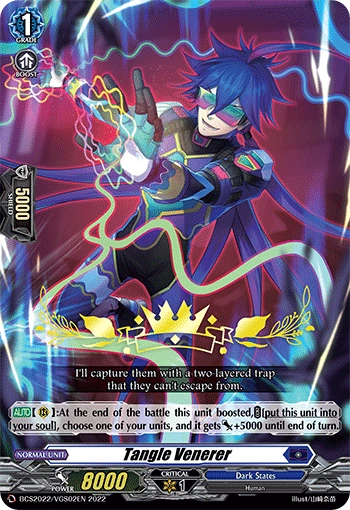 1
GRADE
BOOST
5000
SHIELD
I'll capture them with a two-layered trap
that they can't escape from.
AUTO [RC]:At the end of the battle this unit boosted, [put this unit into
your soul], choose one of your units, and it gets +5000 until end of turn.
NORMAL UNIT
Tangle Venerer
POWER 8000
CRITICAL
1
Dark States
Human
D BCS2022/VGS02EN 2022
illust/山崎奈苗